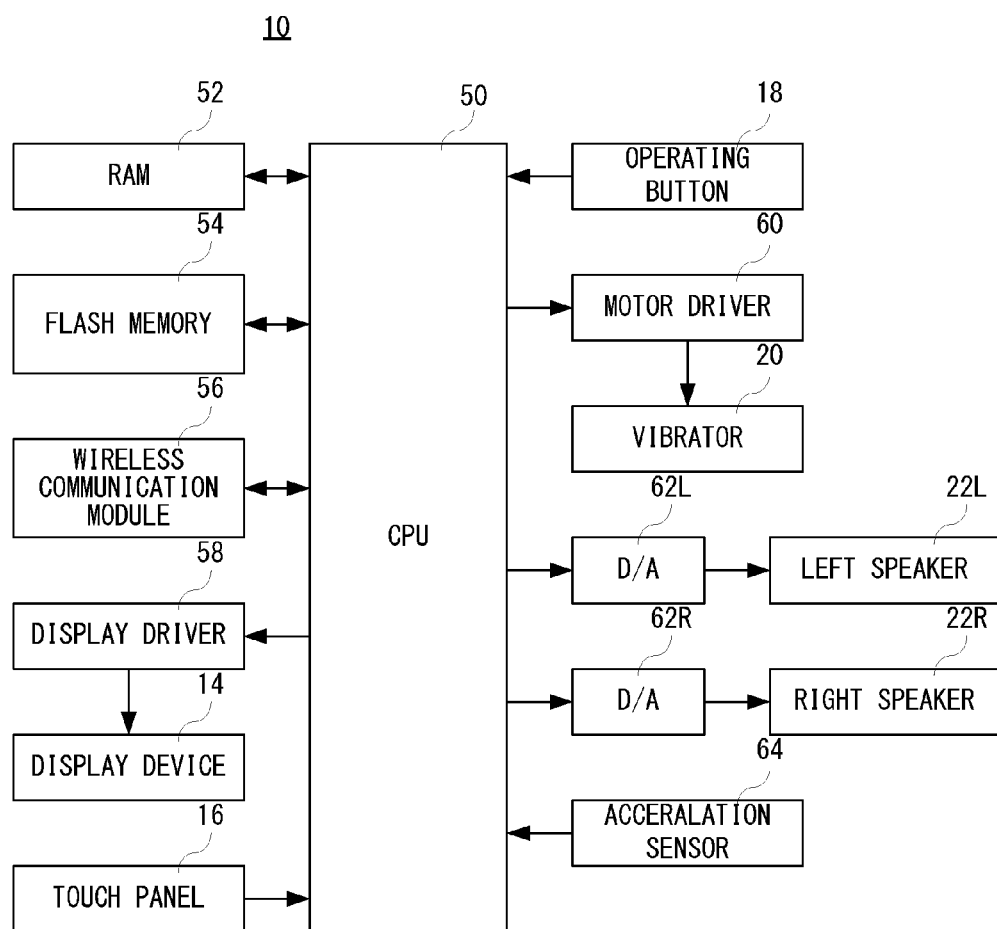 10
52
50
18
RAM
OPERATING
BUTTON
54
60
FLASH MEMORY
MOTOR DRIVER
56
20
WIRELESS
COMMUNICATION
MODULE
VIBRATOR
58
62L
22L
CPU
D/A
LEFT SPEAKER
DISPLAY DRIVER
62R
22R
14
D/A
RIGHT SPEAKER
DISPLAY DEVICE
64
16
ACCERALATION
SENSOR
TOUCH PANEL